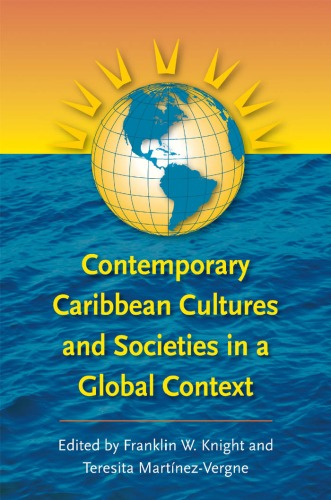 Contemporary
Caribbean Cultures
and Societies in a
Global Context
Edited by Franklin W. Knight and
Teresita Martínez-Vergne